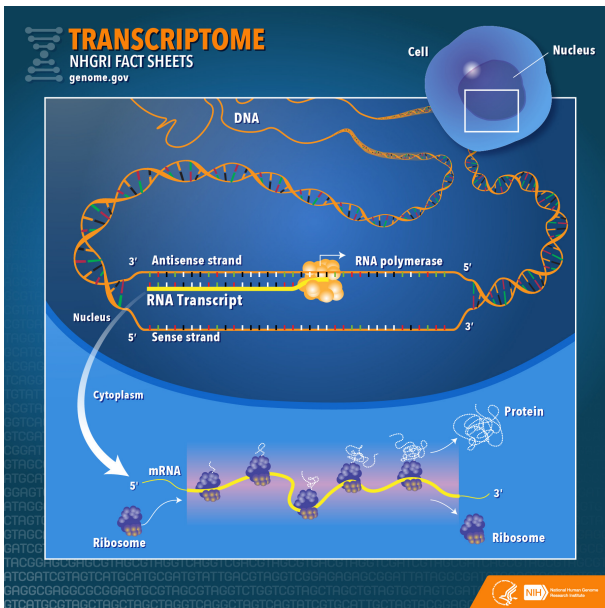 TRANSCRIPTOME
NHGRI FACT SHEETS
genome.gov
Cell
Nucleus
DNA
3'
Antisense strand
RNA polymerase
5'
RNA Transcript
Nucleus
5'
Sense strand
3'
Cytoplasm
Protein
mRNA
5'
3'
Ribosome
Ribosome
NIH
National Human Genome
Research Institute